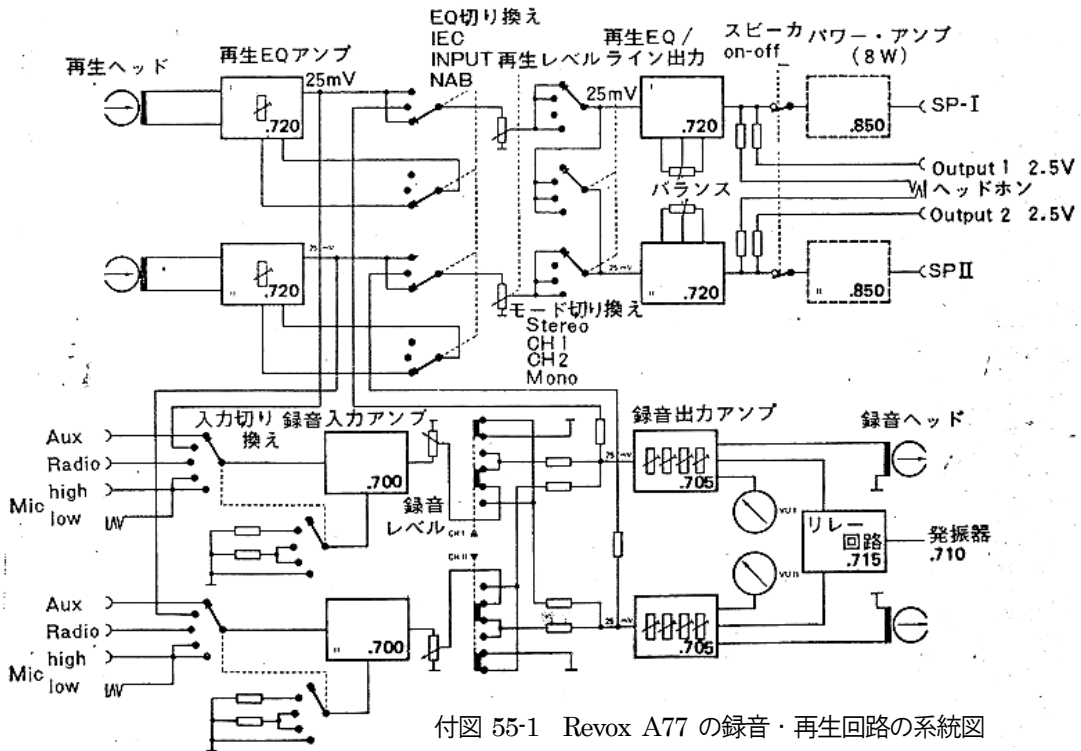 EQ切り換え
IEC
INPUT
NAB
再生ヘッド
再生EQアンプ
25mV
.720
再生レベル
再生EQ/
ライン出力
25mV
.720
スピーカ
on-off
パワー・アンプ
(8W)
.850
SP-I
Output 1 2.5V
ヘッドホン
Output 2 2.5V
バランス
25mV
.720
モード切り換え
Stereo
CH 1
CH 2
Mono
25mV
.720
.850
SPII
入力切り
換え
録音入力アンプ
Aux
Radio
Mic
high
low
.700
録音
レベル
CH I
CH II
25mV
録音出力アンプ
.705
VU I
録音ヘッド
リレー
回路
.715
発振器
.710
Aux
Radio
Mic
high
low
.700
25mV
.705
VU II
付図 55-1 Revox A77 の録音・再生回路の系統図